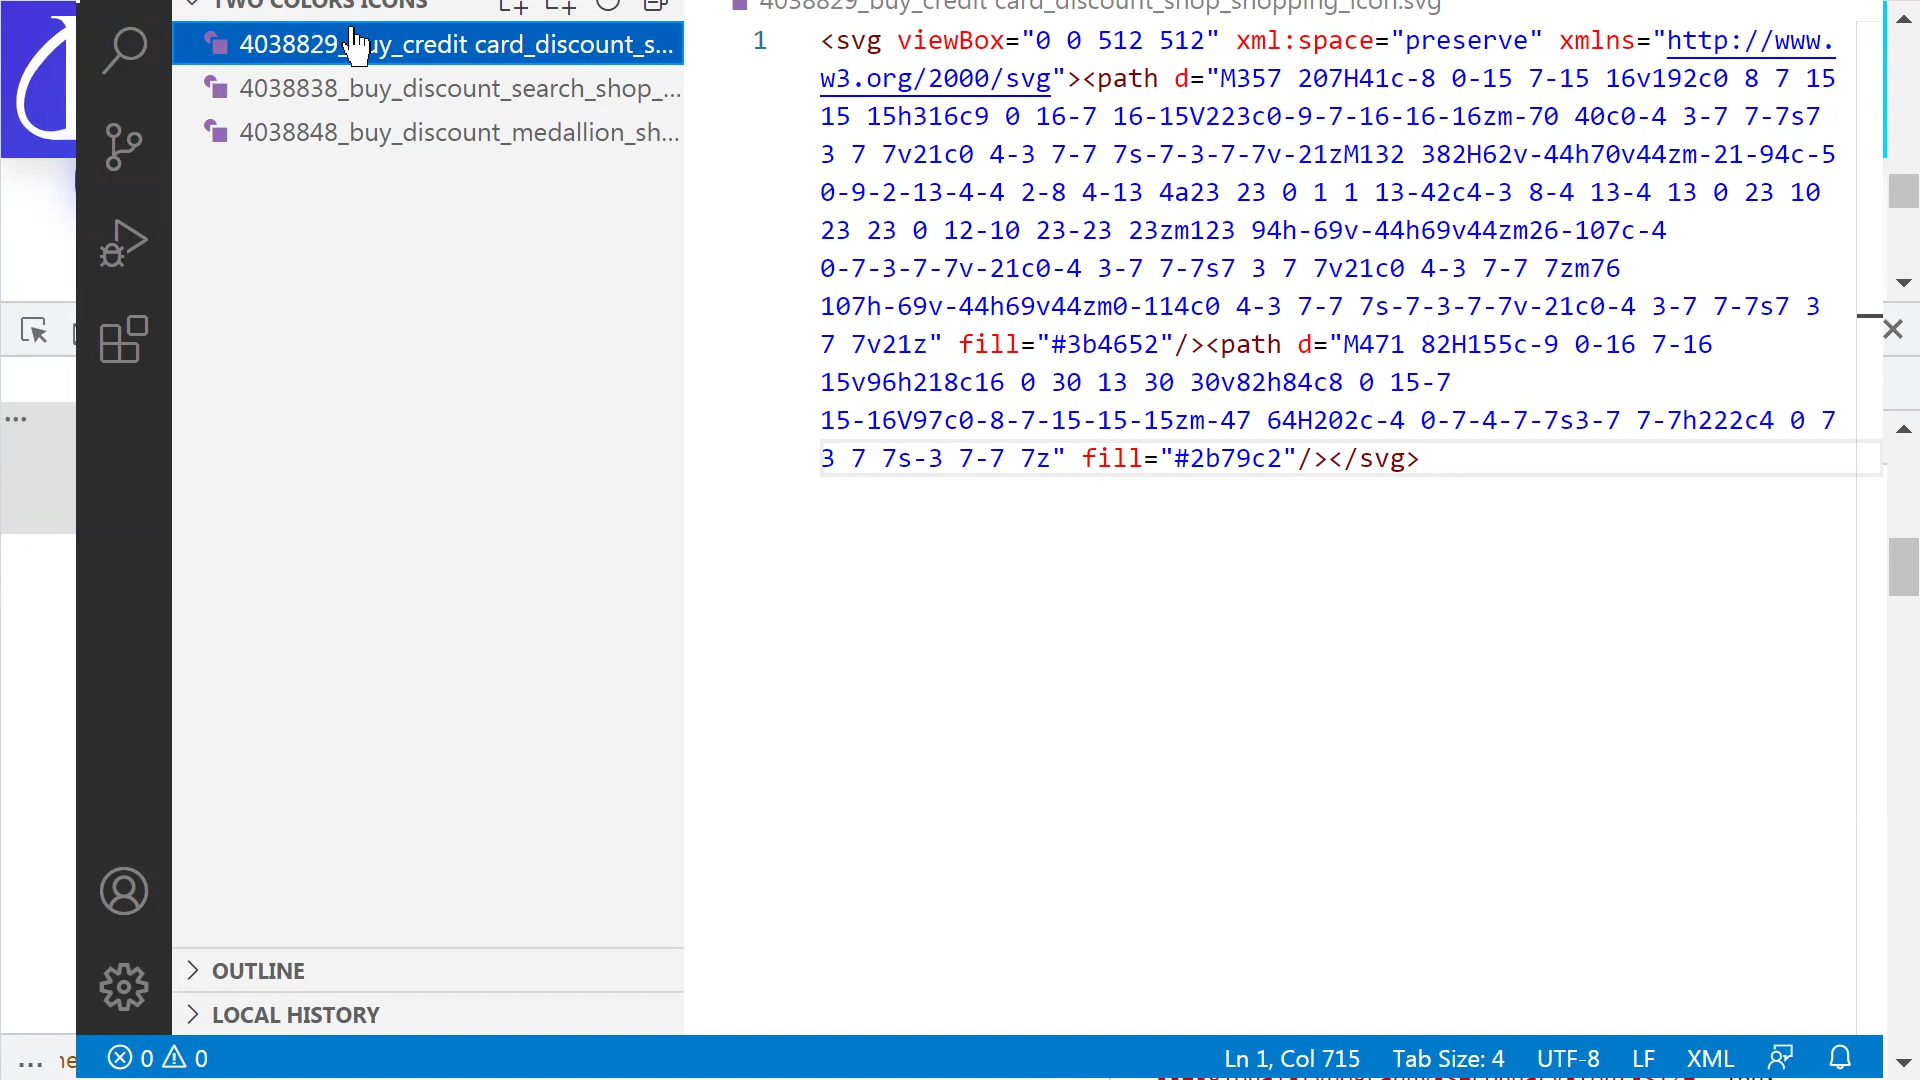 TWO COLORS ICONS
4038829_buy_credit card_discount_shop_shopping_icon.svg
4038829_buy_credit card_discount_s...
4038838_buy_discount_search_shop_...
4038848_buy_discount_medallion_sh...
1
<svg viewBox="0 0 512 512" xml:space="preserve" xmlns="http://www.
w3.org/2000/svg"><path d="M357 207H41c-8 0-15 7-15 16v192c0 8 7 15
15 15h316c9 0 16-7 16-15V223c0-9-7-16-16-16zm-70 40c0-4 3-7 7-7s7
3 7 7v21c0 4-3 7-7 7s-7-3-7-7v-21zM132 382H62v-44h70v44zm-21-94c-5
0-9-2-13-4-4 2-8 4-13 4a23 23 0 1 1 13-42c4-3 8-4 13-4 13 0 23 10
23 23 0 12-10 23-23 23zm123 94h-69v-44h69v44zm26-107c-4
0-7-3-7-7v-21c0-4 3-7 7-7s7 3 7 7v21c0 4-3 7-7 7zm76
107h-69v-44h69v44zm0-114c0 4-3 7-7 7s-7-3-7-7v-21c0-4 3-7 7-7s7 3
7 7v21z" fill="#3b4652"/><path d="M471 82H155c-9 0-16 7-16
15v96h218c16 0 30 13 30 30v82h84c8 0 15-7
15-16V97c0-8-7-15-15-15zm-47 64H202c-4 0-7-4-7-7s3-7 7-7h222c4 0 7
3 7 7s-3 7-7 7z" fill="#2b79c2"/></svg>
OUTLINE
LOCAL HISTORY
0 0
Ln 1, Col 715
Tab Size: 4
UTF-8
LF
XML